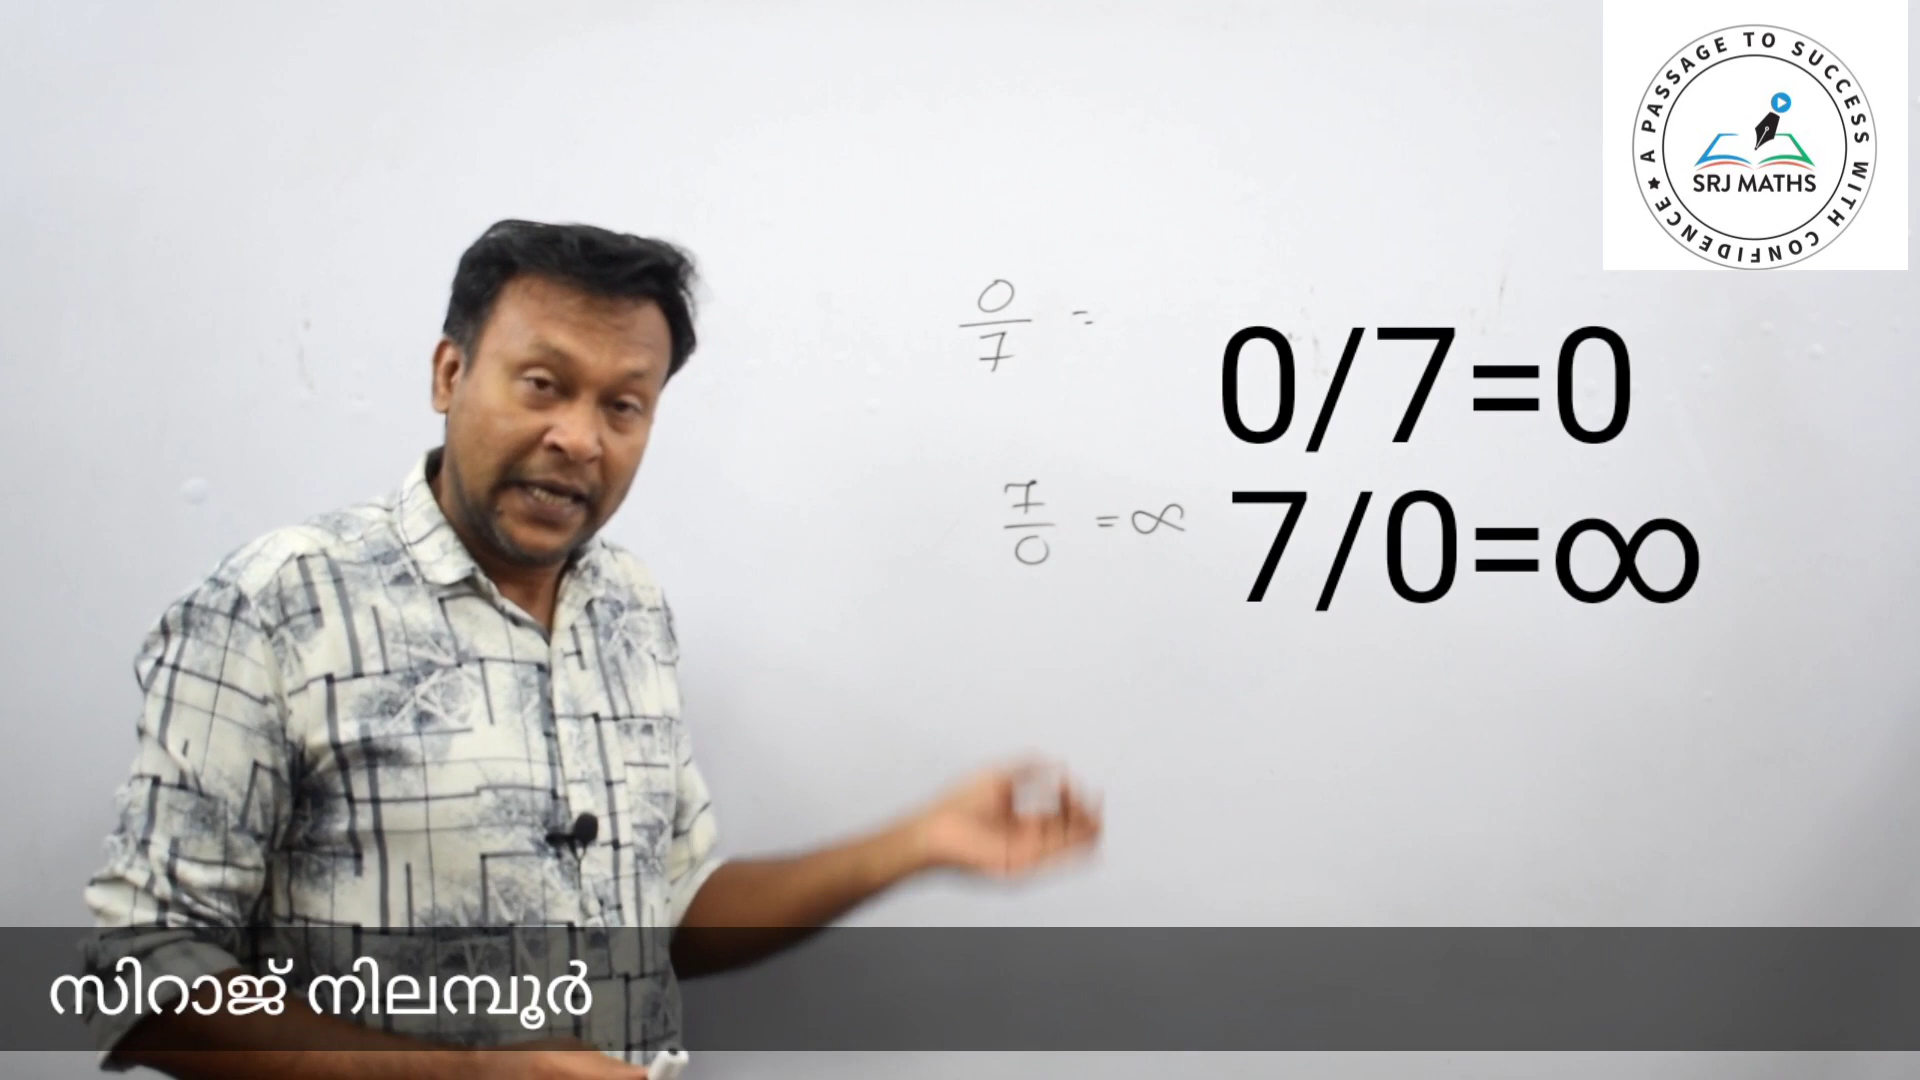 A PASSAGE TO SUCCESS WITH CONFIDENCE ★
SRJ MATHS
0/7 =
0/7=0
7/0 = ∞
7/0=∞
സിറാജ് നിലമ്പൂർ